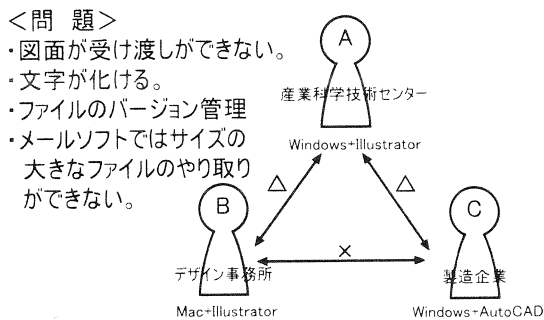 ＜問 題＞
・図面が受け渡しができない。
・文字が化ける。
・ファイルのバージョン管理
・メールソフトではサイズの
大きなファイルのやり取り
ができない。
A
産業科学技術センター
Windows+Illustrator
△
△
B
デザイン事務所
Mac+Illustrator
×
C
製造企業
Windows+AutoCAD